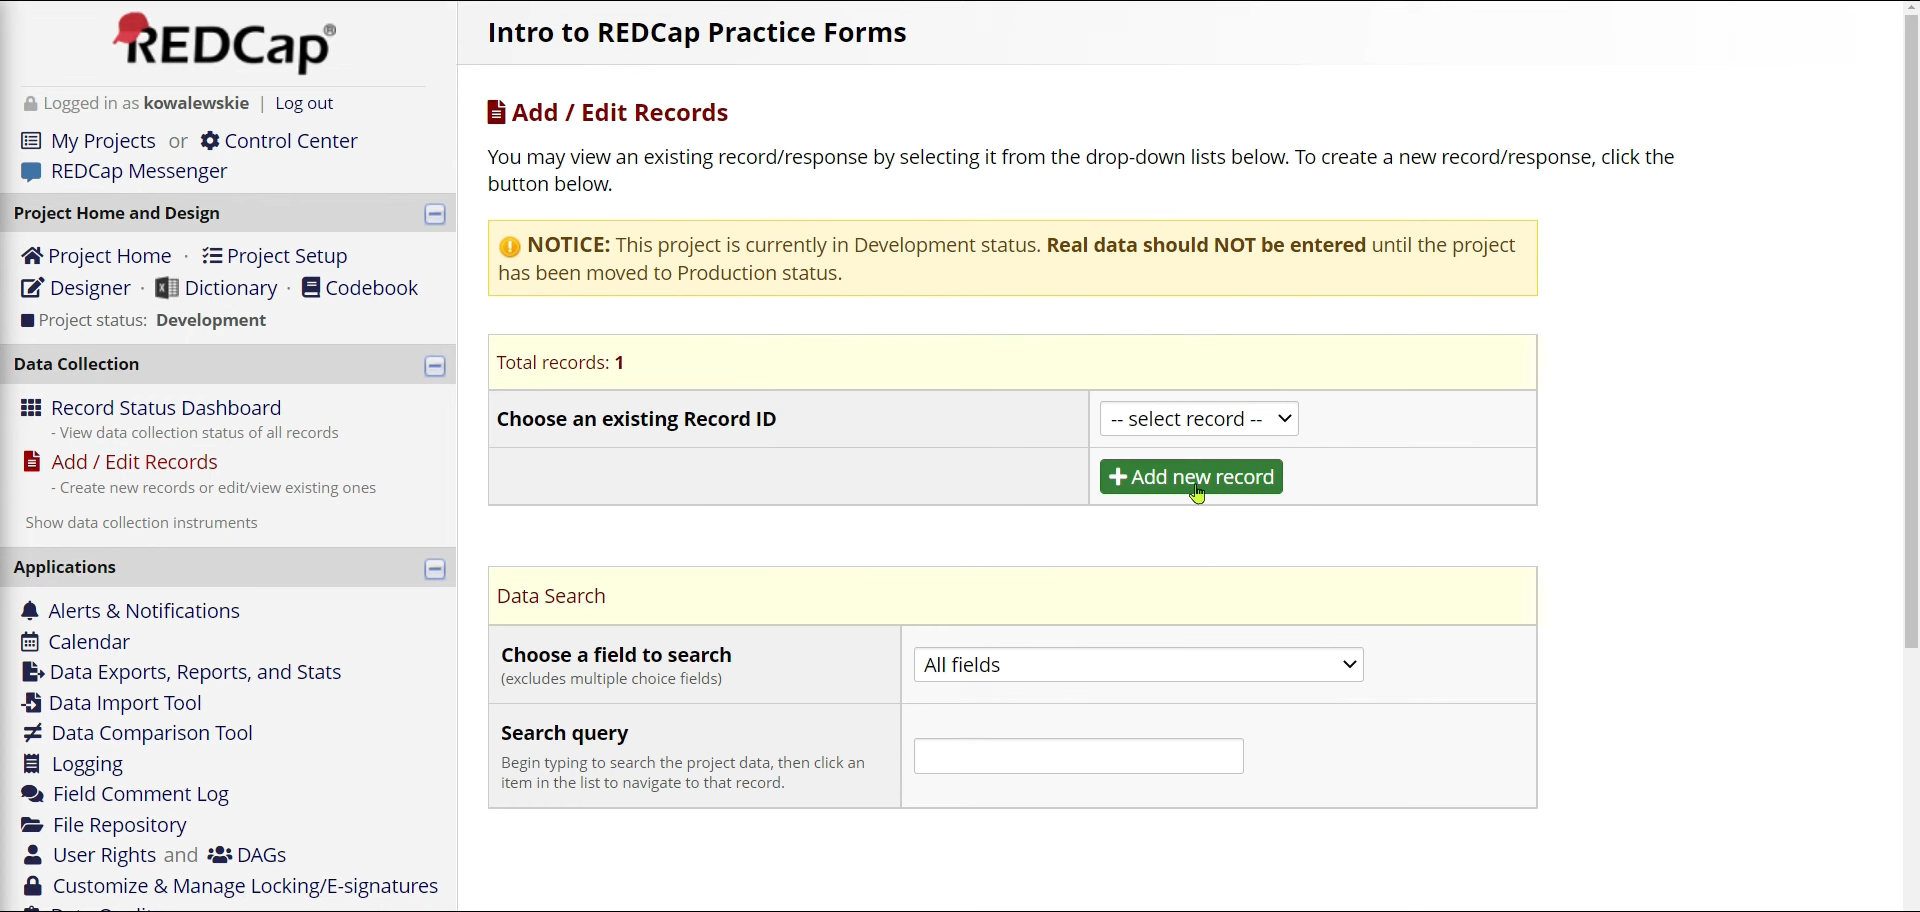 REDCap®
Logged in as kowalewskie | Log out
My Projects or Control Center
REDCap Messenger
Project Home and Design
Project Home · Project Setup
Designer · Dictionary · Codebook
Project status: Development
Data Collection
Record Status Dashboard
- View data collection status of all records
Add / Edit Records
- Create new records or edit/view existing ones
Show data collection instruments
Applications
Alerts & Notifications
Calendar
Data Exports, Reports, and Stats
Data Import Tool
Data Comparison Tool
Logging
Field Comment Log
File Repository
User Rights and DAGs
Customize & Manage Locking/E-signatures
Intro to REDCap Practice Forms
Add / Edit Records
You may view an existing record/response by selecting it from the drop-down lists below. To create a new record/response, click the
button below.
NOTICE: This project is currently in Development status. Real data should NOT be entered until the project
has been moved to Production status.
Total records: 1
Choose an existing Record ID
-- select record --
+ Add new record
Data Search
Choose a field to search
(excludes multiple choice fields)
All fields
Search query
Begin typing to search the project data, then click an
item in the list to navigate to that record.